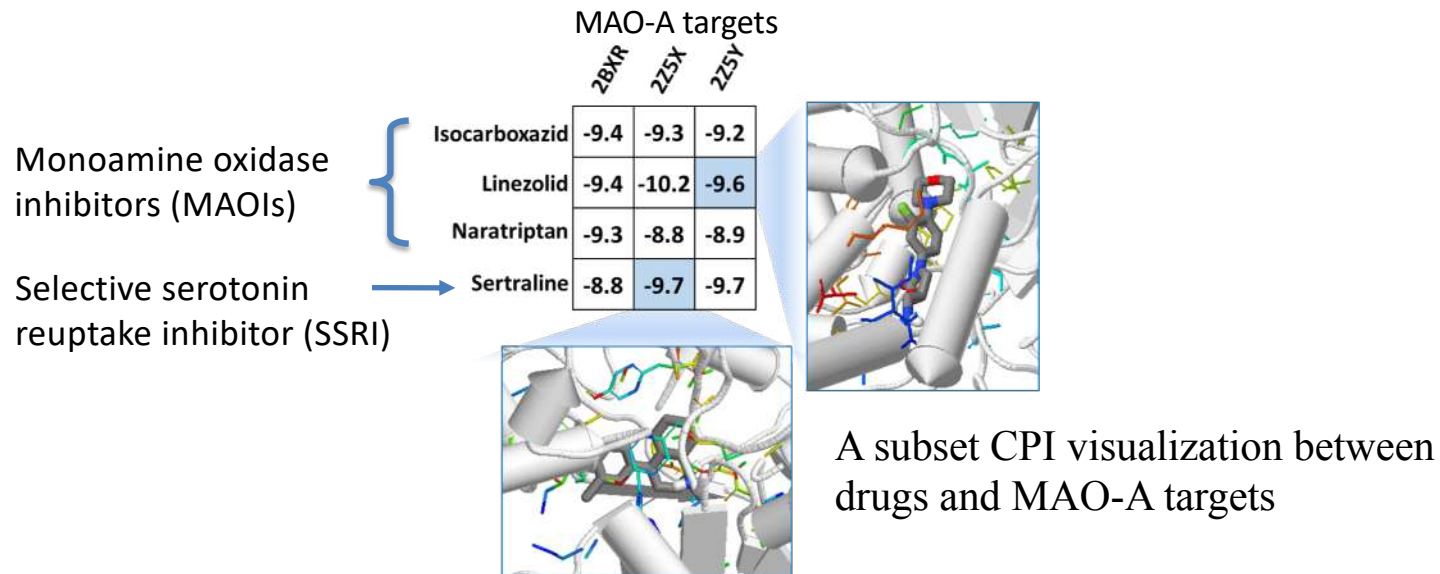 MAO-A targets
2BXR 2Z5X 2Z5Y
Isocarboxazid -9.4 -9.3 -9.2
Linezolid -9.4 -10.2 -9.6
Naratriptan -9.3 -8.8 -8.9
Sertraline -8.8 -9.7 -9.7
Monoamine oxidase
inhibitors (MAOIs)
Selective serotonin
reuptake inhibitor (SSRI)
A subset CPI visualization between
drugs and MAO-A targets